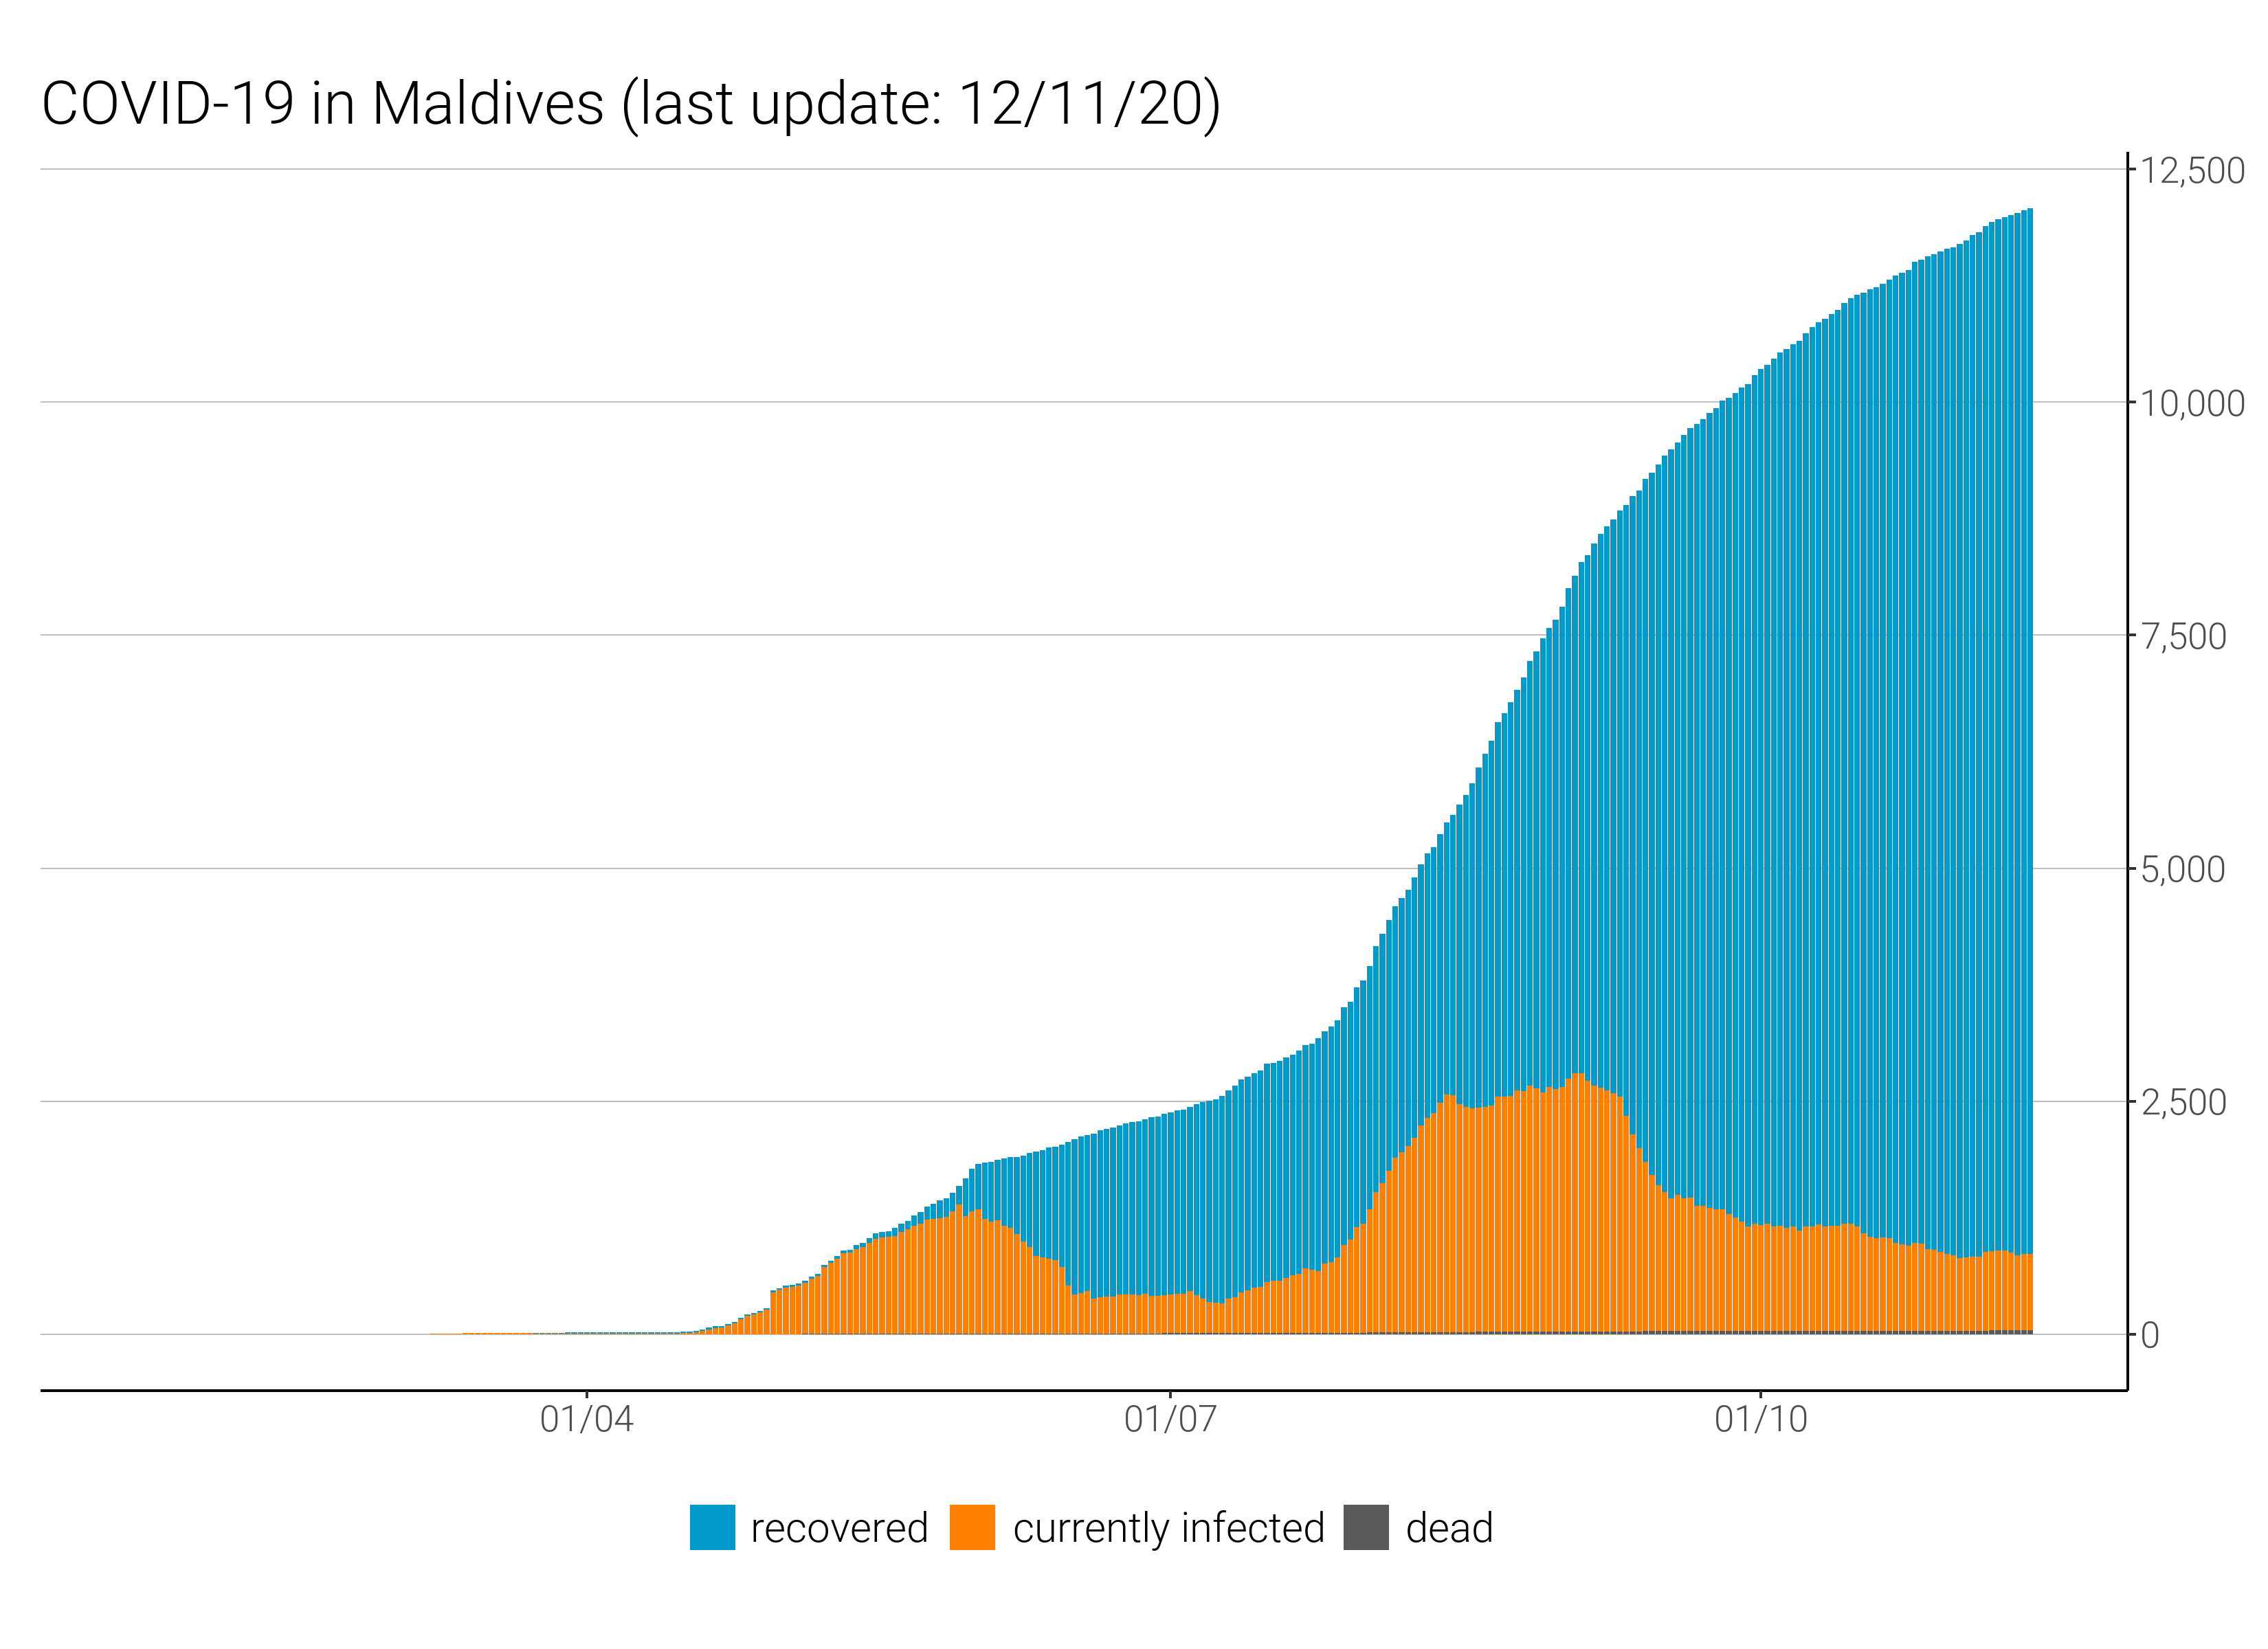 COVID-19 in Maldives (last update: 12/11/20)
12,500
10,000
7,500
5,000
2,500
0
01/04 01/07 01/10
recovered currently infected dead